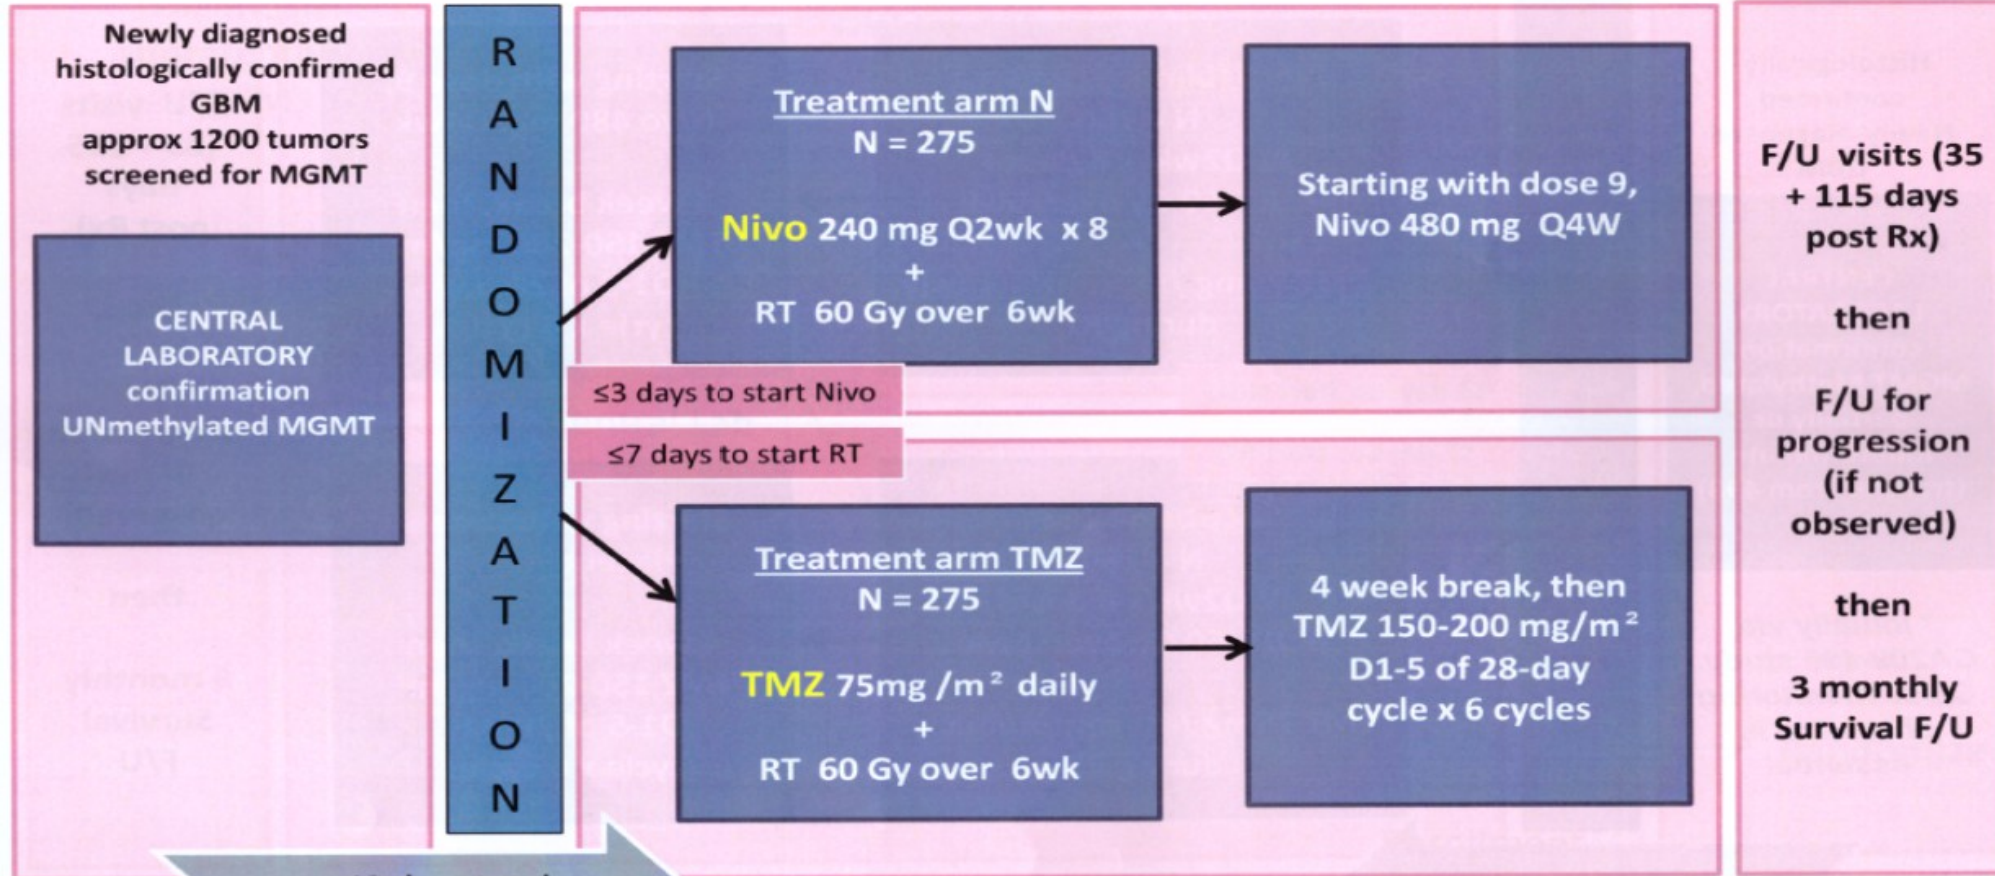 Newly diagnosed
histologically confirmed
GBM
approx 1200 tumors
screened for MGMT
CENTRAL
LABORATORY
confirmation
UNmethylated MGMT
RANDOMIZATION
Treatment arm N
N = 275
Nivo 240 mg Q2wk x 8
+
RT 60 Gy over 6wk
Starting with dose 9,
Nivo 480 mg Q4W
≤3 days to start Nivo
≤7 days to start RT
Treatment arm TMZ
N = 275
TMZ 75mg /m² daily
+
RT 60 Gy over 6wk
4 week break, then
TMZ 150-200 mg/m²
D1-5 of 28-day
cycle x 6 cycles
F/U visits (35
+ 115 days
post Rx)
then
F/U for
progression
(if not
observed)
then
3 monthly
Survival F/U